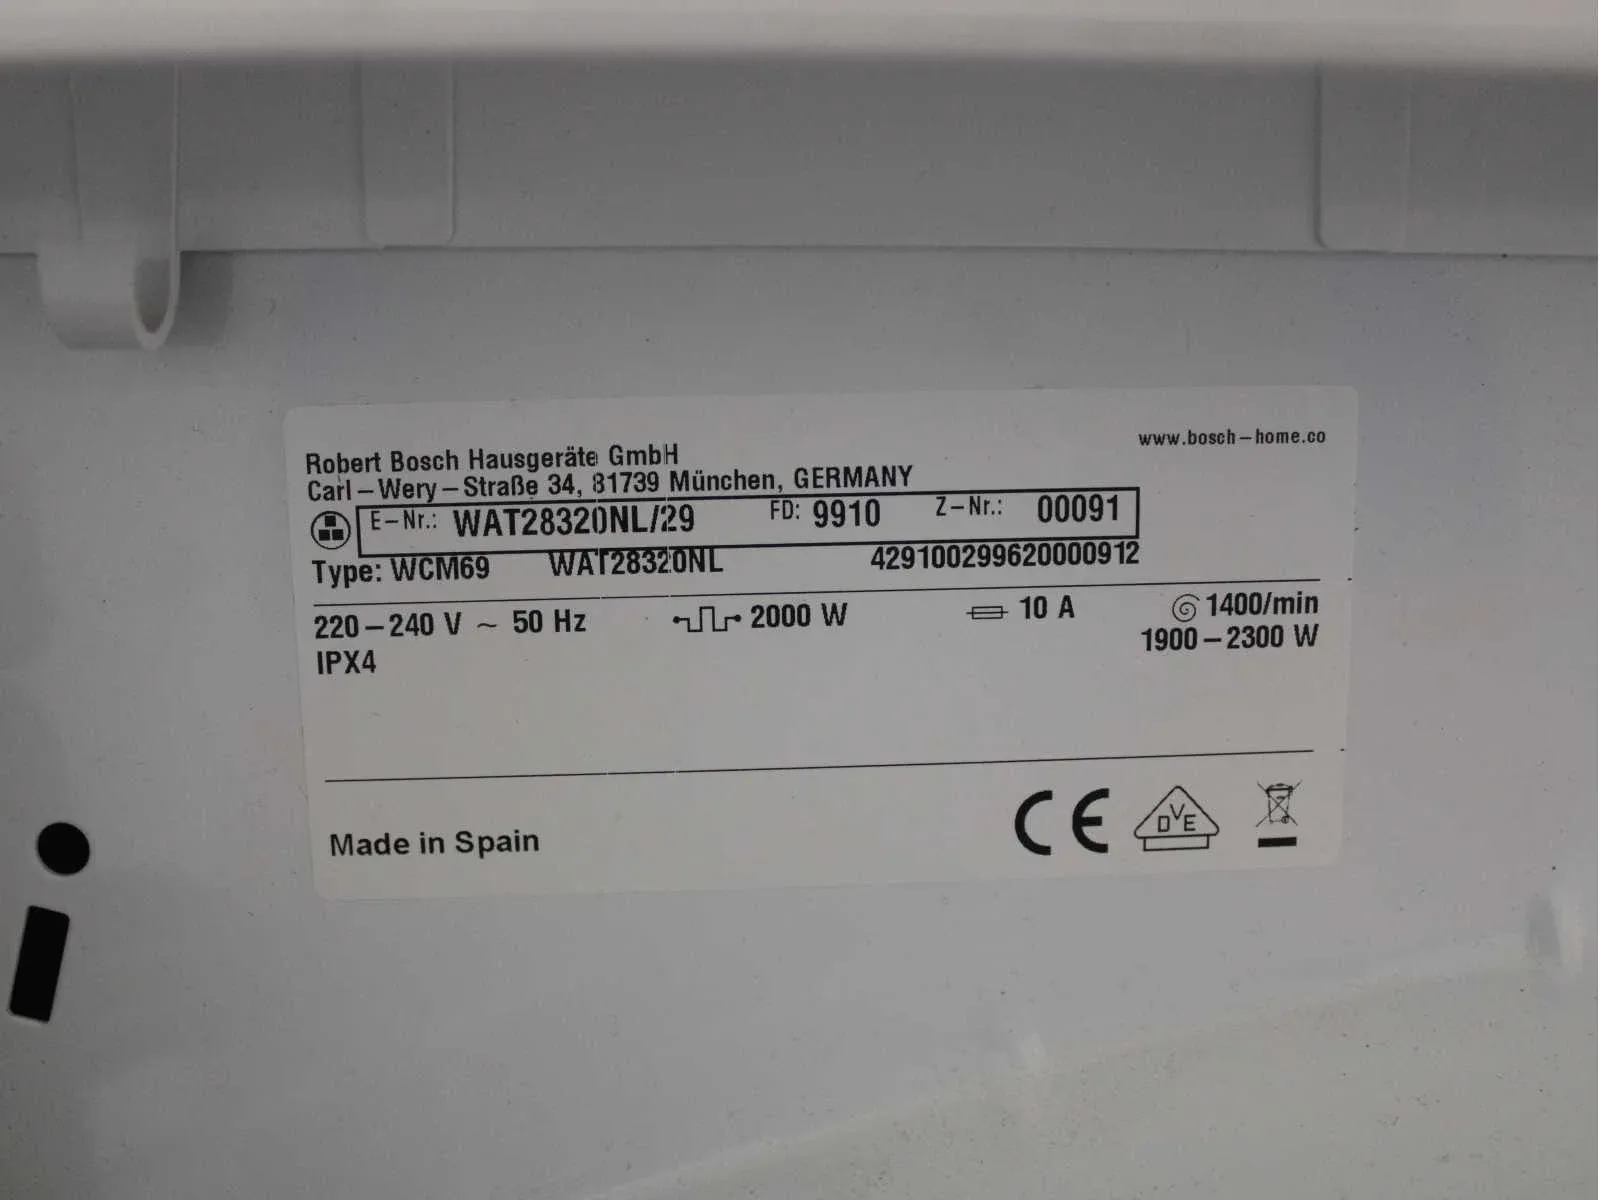 www.bosch-home.co
Robert Bosch Hausgeräte GmbH
Carl-Wery-Straße 34, 81739 München, GERMANY
E-Nr.: WAT28320NL/29 FD: 9910 Z-Nr.: 00091
Type: WCM69 WAT28320NL 429100299620000912
220-240 V ~ 50 Hz 2000 W 10 A 1400/min
IPX4 1900-2300 W
Made in Spain CE DVE